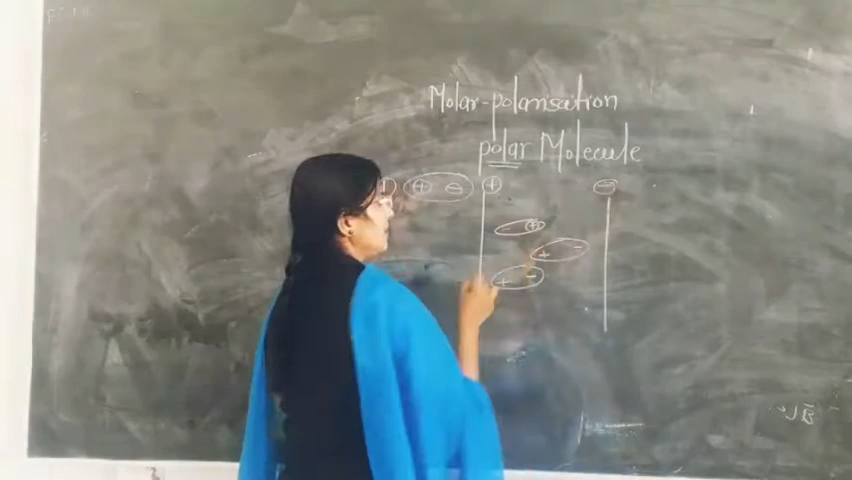 Molar-polarisation
polar Molecule
+ - + -
- +
+ -
+ -